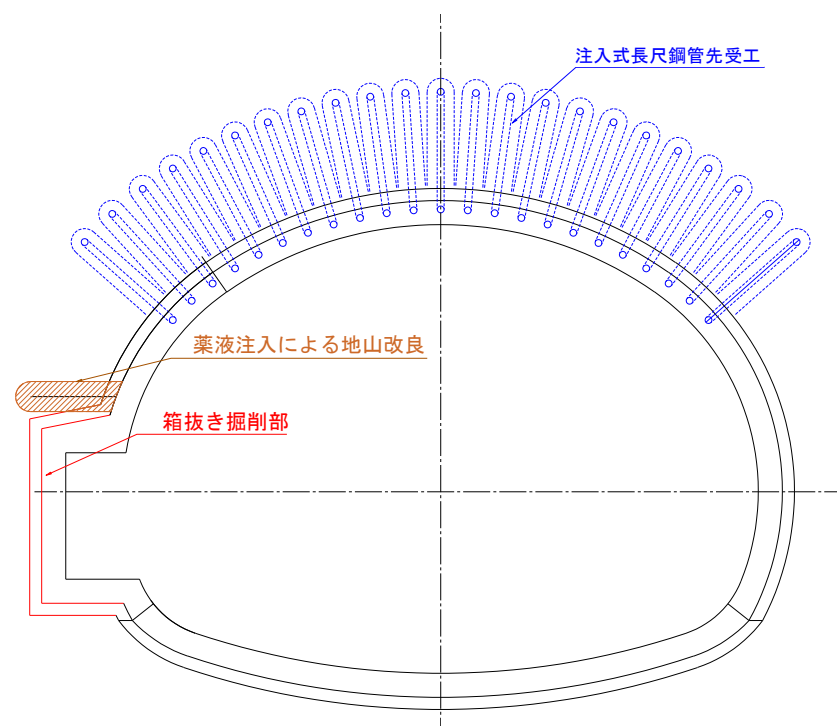 注入式長尺鋼管先受工
薬液注入による地山改良
箱抜き掘削部